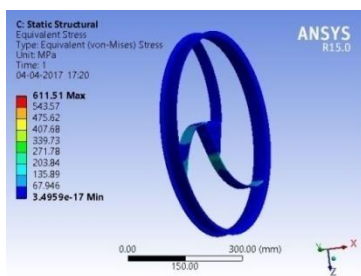 C: Static Structural
Equivalent Stress
Type: Equivalent (von-Mises) Stress
Unit: MPa
Time: 1
04-04-2017 17:20
611.51 Max
543.57
475.62
407.68
339.73
271.78
203.84
135.89
67.946
3.4959e-17 Min
ANSYS
R15.0
0.00
300.00 (mm)
150.00
Y
X
Z